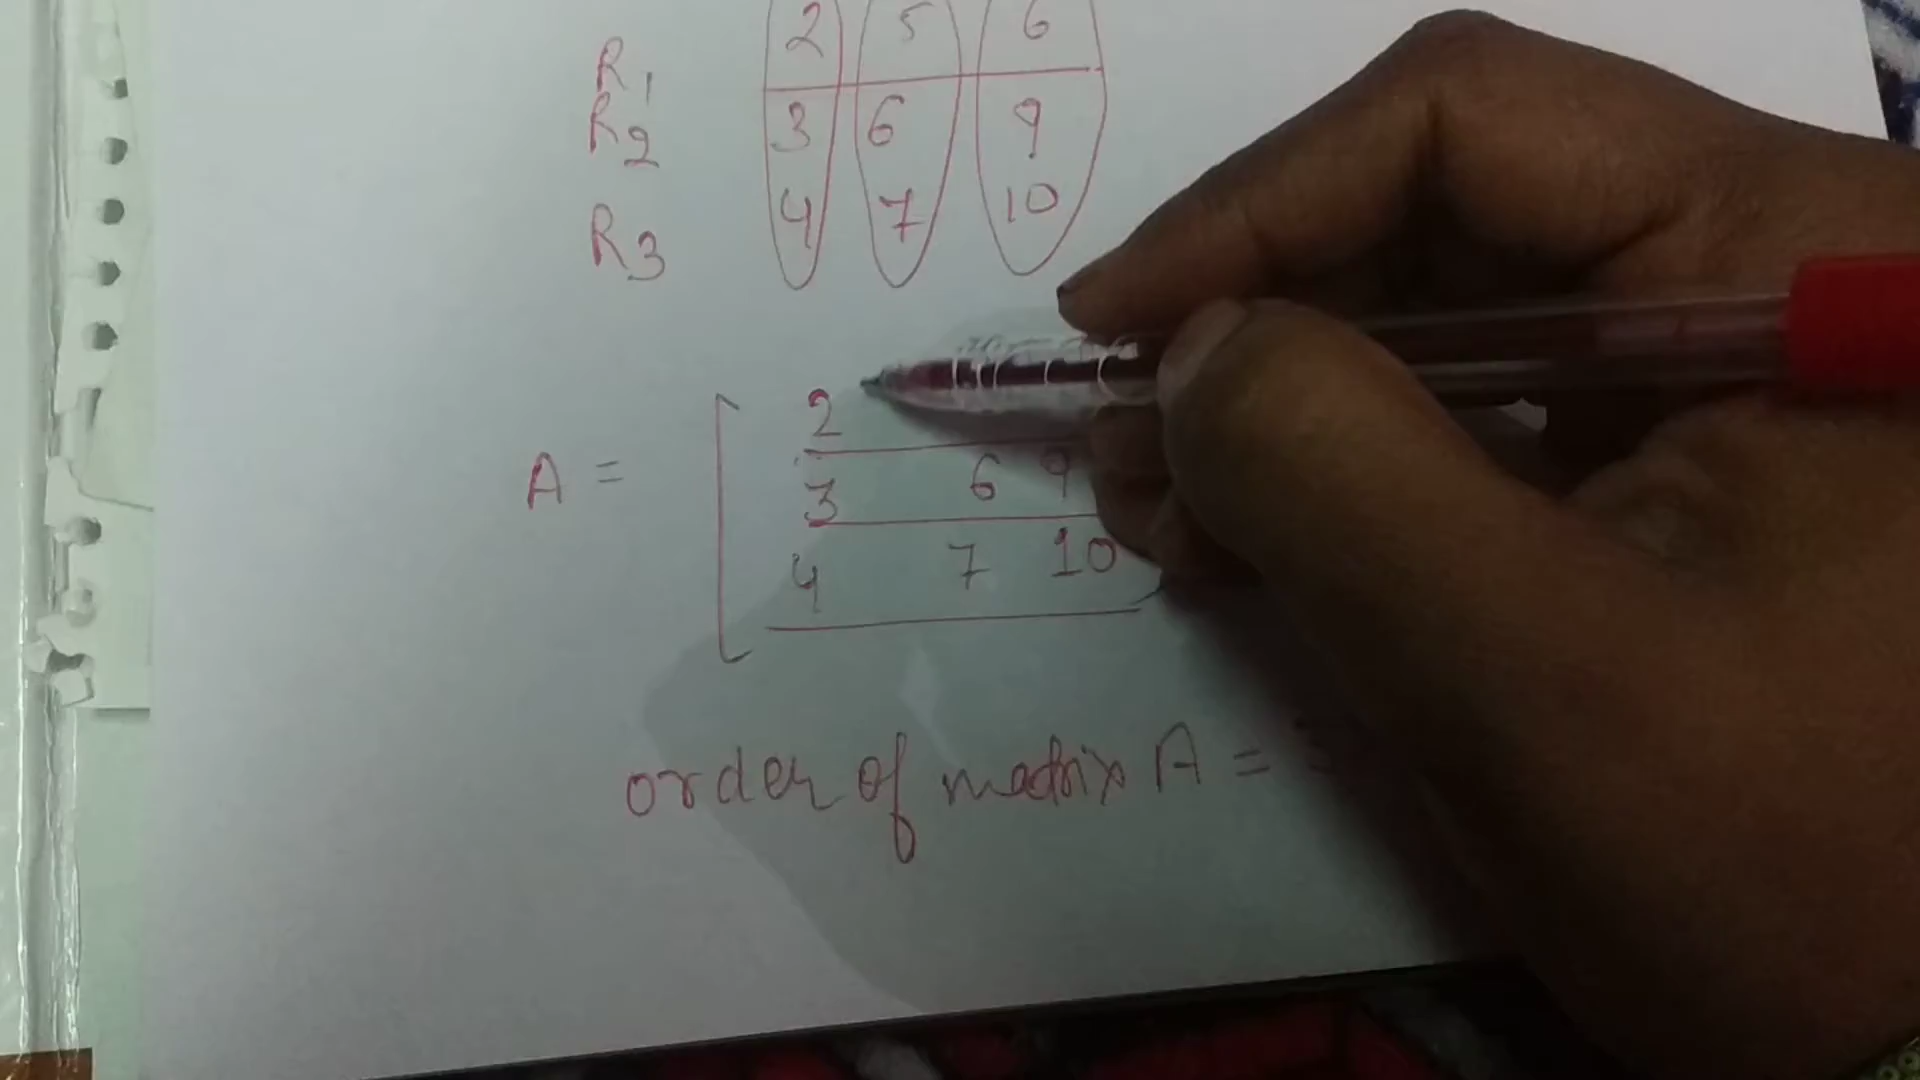 R1 2 5 6
R2 3 6 9
R3 4 7 10
2
A = [ 3 6 9
4 7 10
order of matrix A =